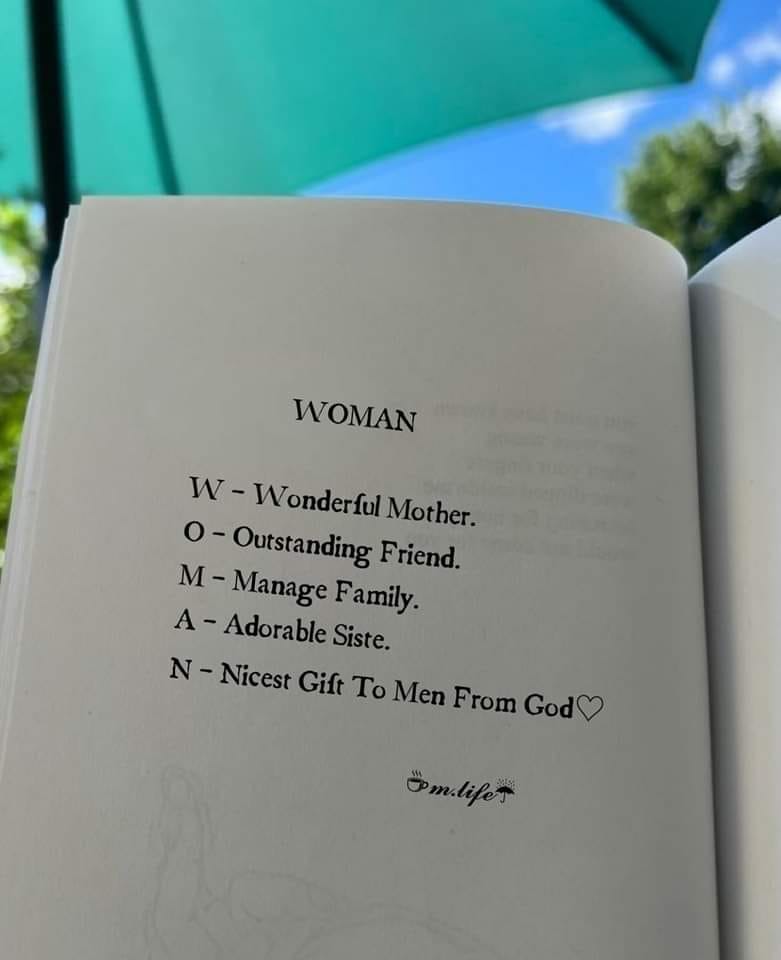 WOMAN
W - Wonderful Mother.
O - Outstanding Friend.
M - Manage Family.
A - Adorable Siste.
N - Nicest Gift To Men From God♡
☕m.life☂